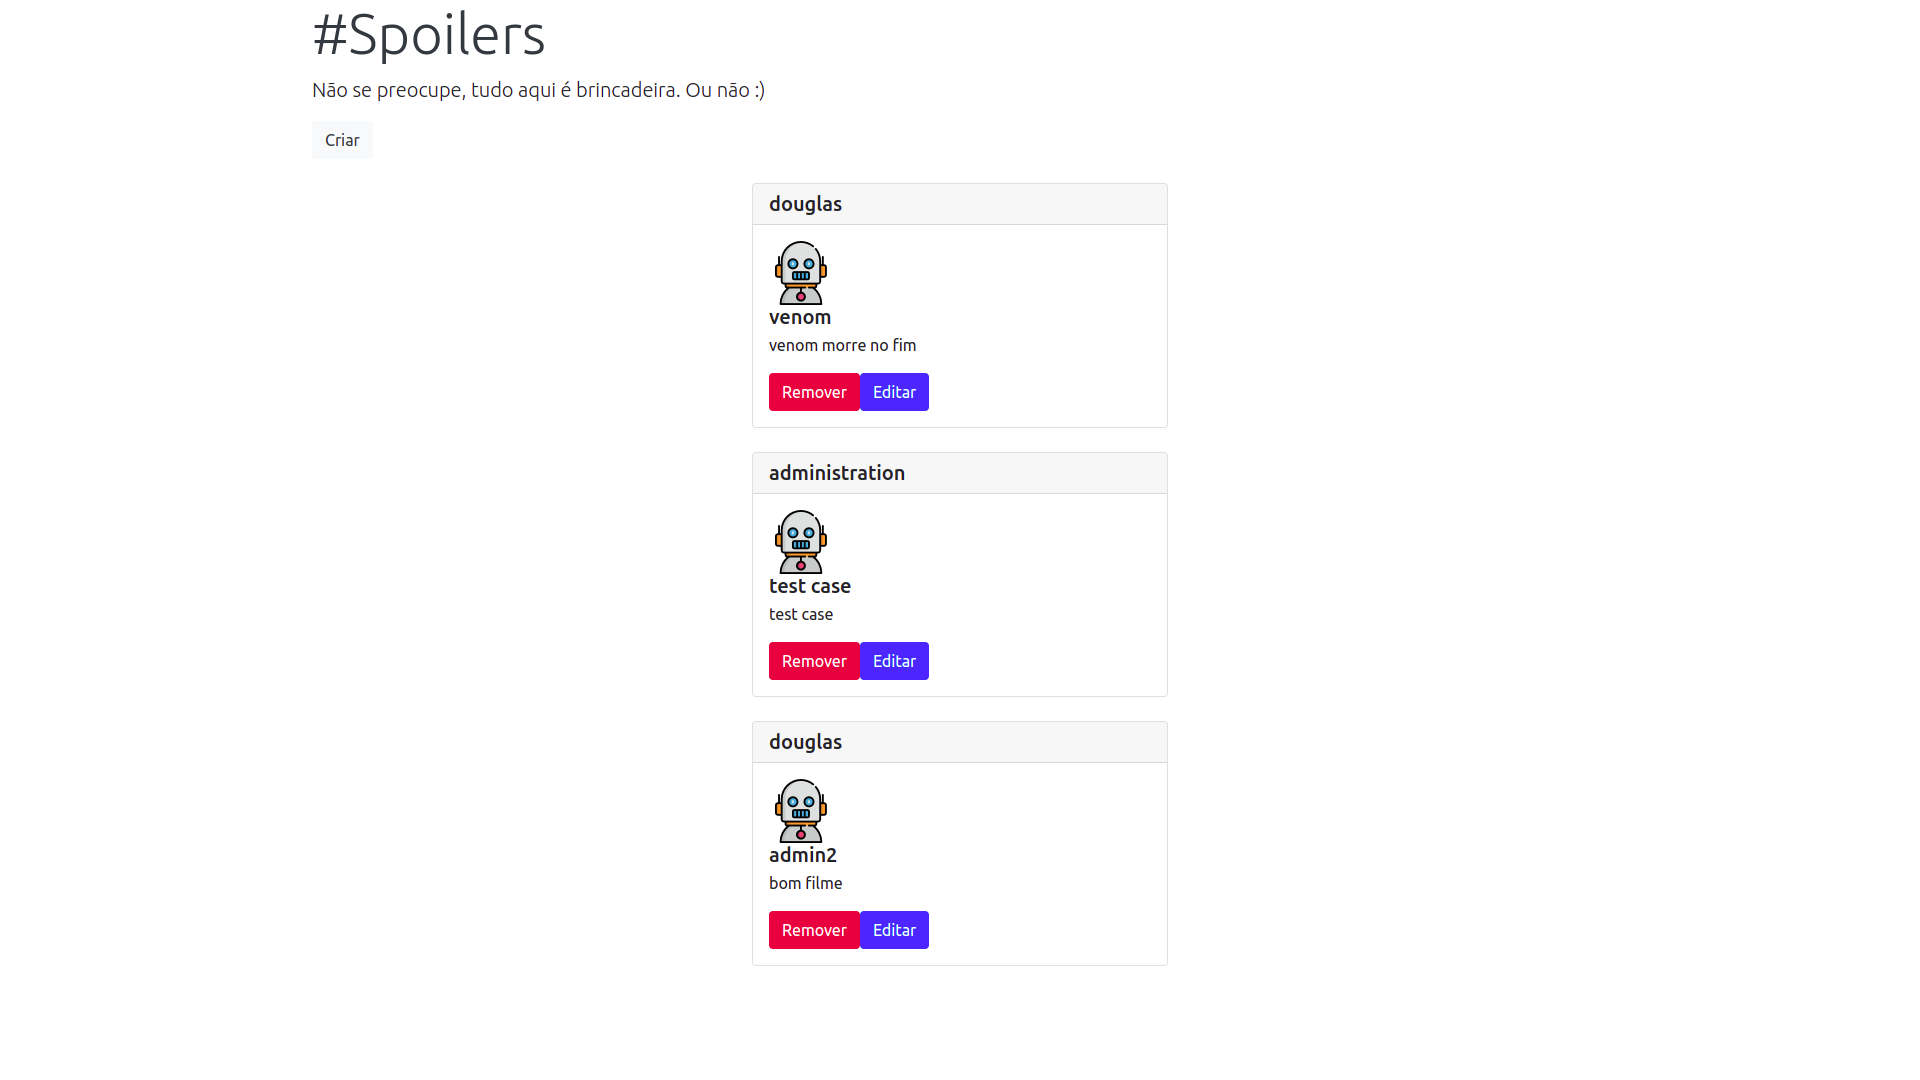 #Spoilers
Não se preocupe, tudo aqui é brincadeira. Ou não :)
Criar
douglas
venom
venom morre no fim
Remover Editar
administration
test case
test case
Remover Editar
douglas
admin2
bom filme
Remover Editar